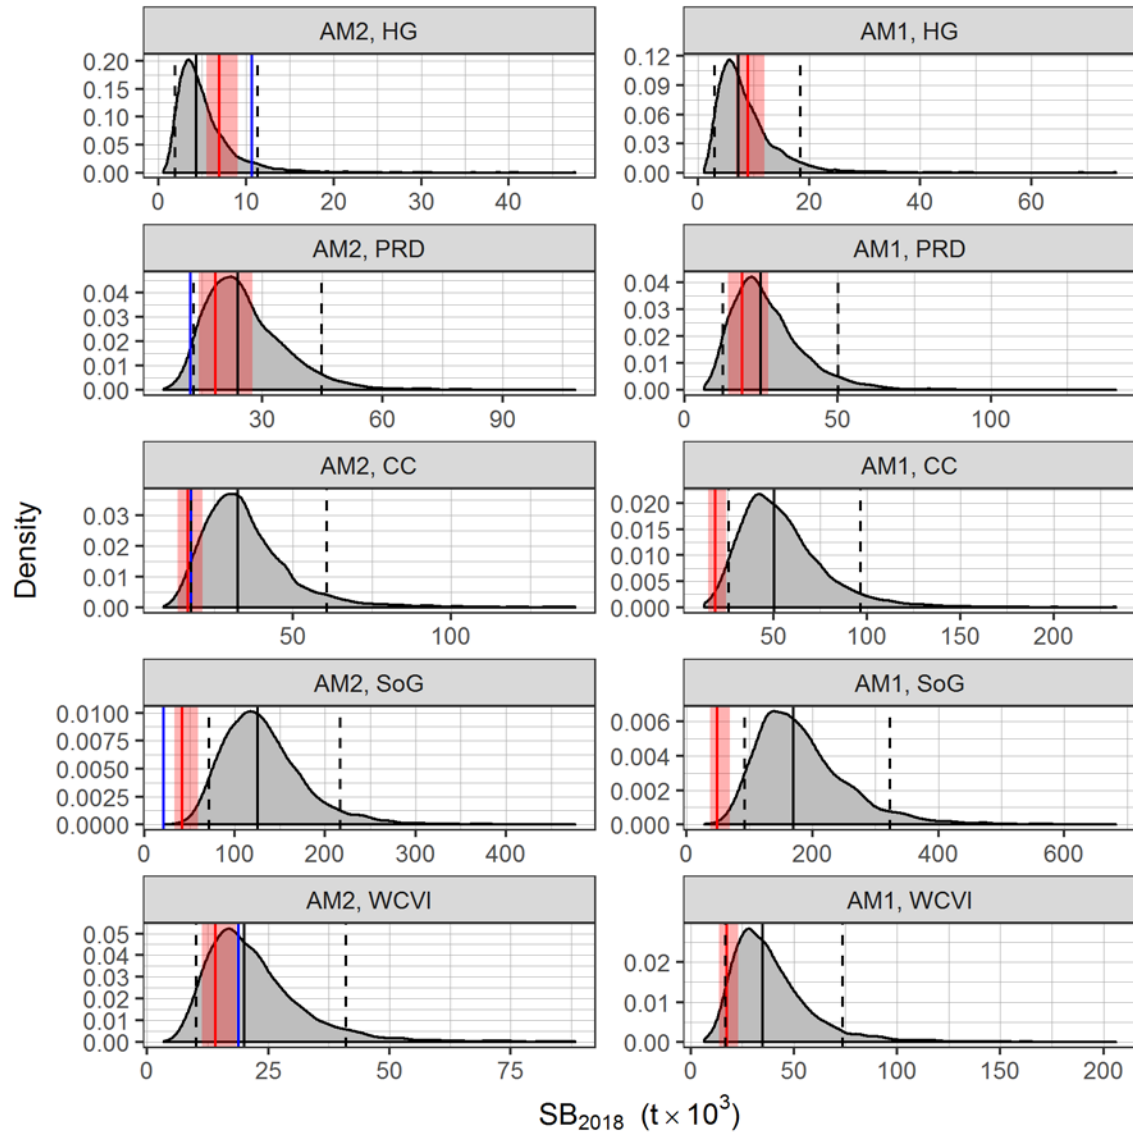 AM2, HG
AM1, HG
0.20
0.15
0.10
0.05
0.00
0 10 20 30 40
0.12
0.09
0.06
0.03
0.00
0 20 40 60
AM2, PRD
AM1, PRD
0.04
0.03
0.02
0.01
0.00
30 60 90
0.04
0.03
0.02
0.01
0.00
0 50 100
AM2, CC
AM1, CC
0.03
0.02
0.01
0.00
50 100
0.020
0.015
0.010
0.005
0.000
50 100 150 200
Density
AM2, SoG
AM1, SoG
0.0100
0.0075
0.0050
0.0025
0.0000
0 100 200 300 400
0.006
0.004
0.002
0.000
0 200 400 600
AM2, WCVI
AM1, WCVI
0.05
0.04
0.03
0.02
0.01
0.00
0 25 50 75
0.02
0.01
0.00
0 50 100 150 200
SB₂₀₁₈ (t × 10³)